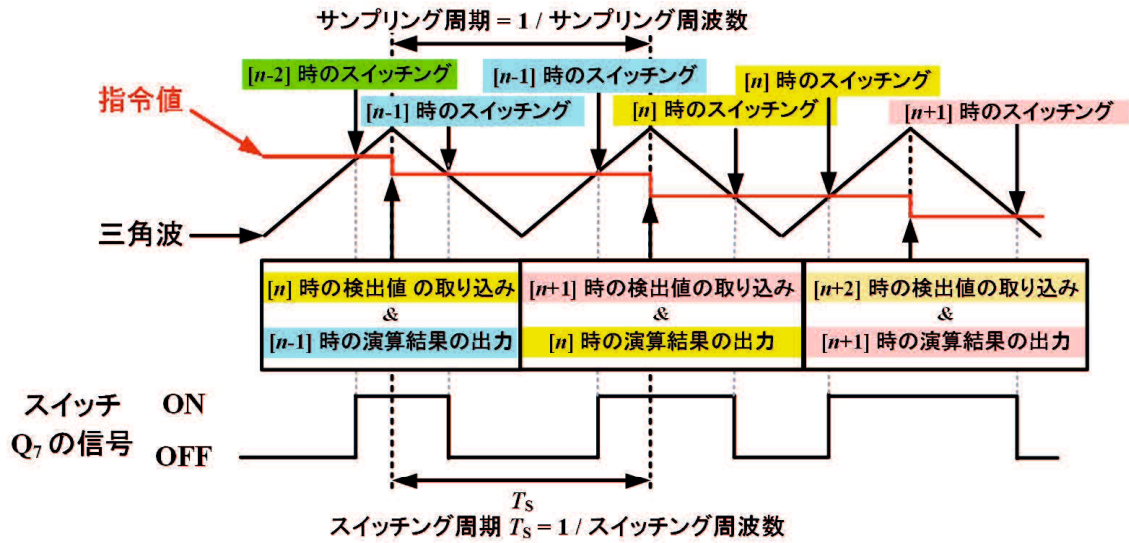 サンプリング周期 = 1 / サンプリング周波数
[n-2] 時のスイッチング
[n-1] 時のスイッチング
[n] 時のスイッチング
指令値
[n-1] 時のスイッチング
[n] 時のスイッチング
[n+1] 時のスイッチング
三角波
[n] 時の検出値 の取り込み
&
[n-1] 時の演算結果の出力
[n+1] 時の検出値の取り込み
&
[n] 時の演算結果の出力
[n+2] 時の検出値の取り込み
&
[n+1] 時の演算結果の出力
スイッチ
Q7 の信号
ON
OFF
TS
スイッチング周期 TS = 1 / スイッチング周波数